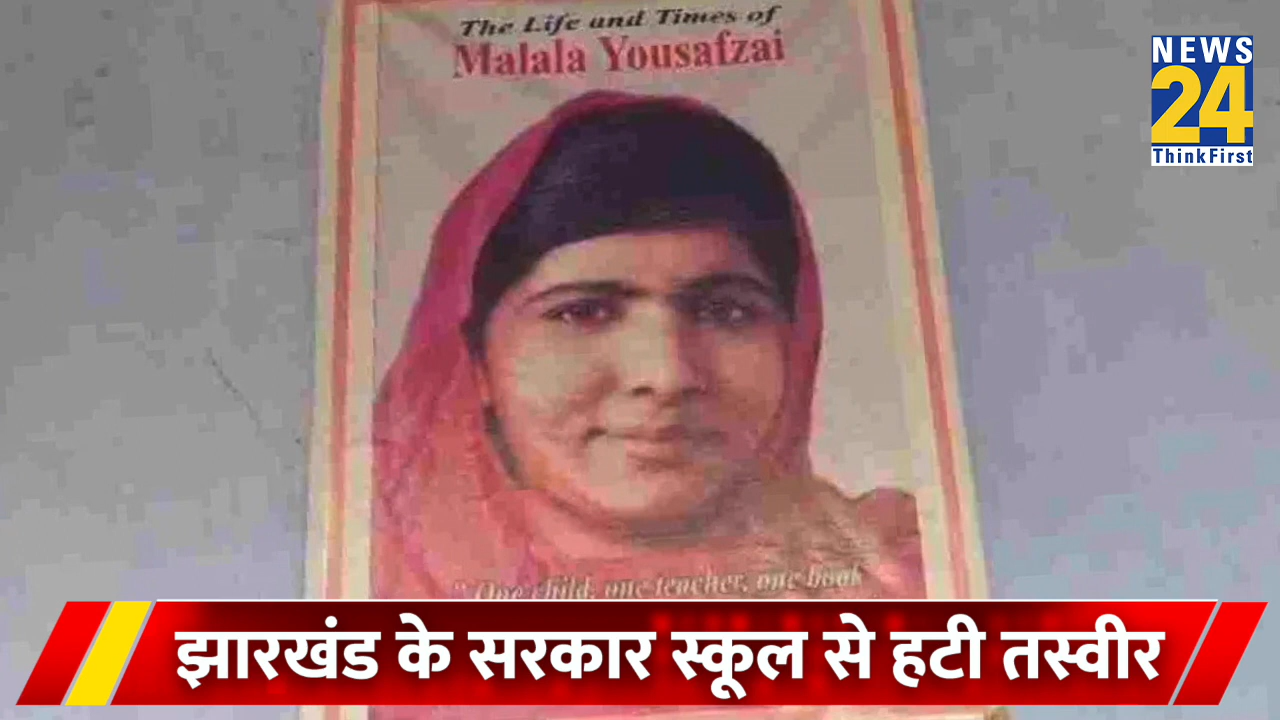 The Life and Times of
Malala Yousafzai
NEWS
24
ThinkFirst
"One child, one teacher, one book
झारखंड के सरकार स्कूल से हटी तस्वीर